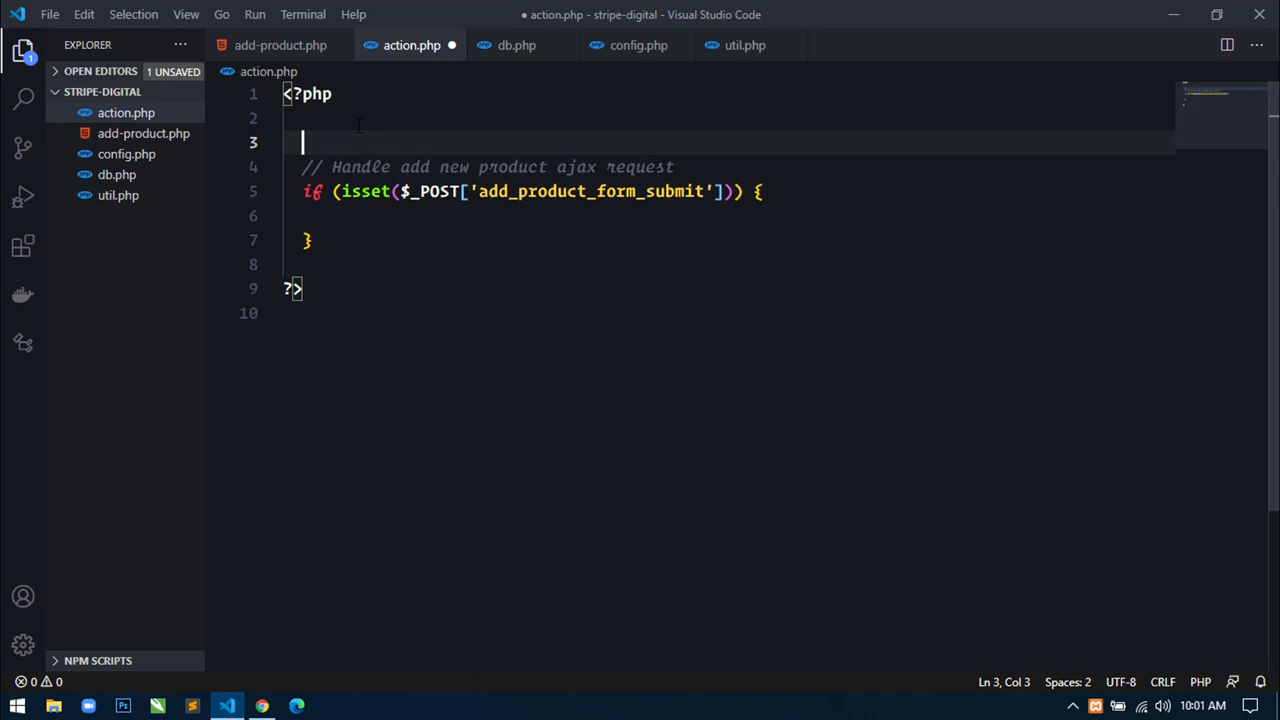 File Edit Selection View Go Run Terminal Help
● action.php - stripe-digital - Visual Studio Code
EXPLORER
add-product.php
action.php
db.php
config.php
util.php
OPEN EDITORS 1 UNSAVED
action.php
STRIPE-DIGITAL
action.php
add-product.php
config.php
db.php
util.php
1
1 <?php
2
3
4 // Handle add new product ajax request
5 if (isset($_POST['add_product_form_submit'])) {
6
7 }
8
9 ?>
10
NPM SCRIPTS
0 0
Ln 3, Col 3 Spaces: 2 UTF-8 CRLF PHP
Ps
10:01 AM